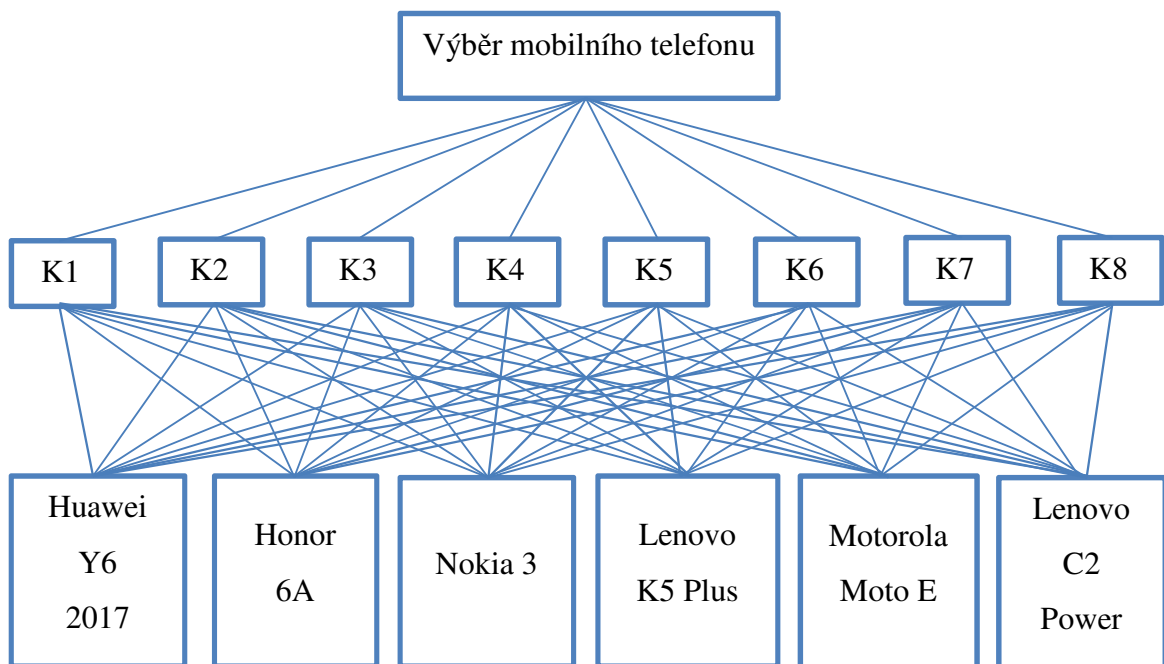 Výběr mobilního telefonu
K1
K2
K3
K4
K5
K6
K7
K8
Huawei
Y6
2017
Honor
6A
Nokia 3
Lenovo
K5 Plus
Motorola
Moto E
Lenovo
C2
Power